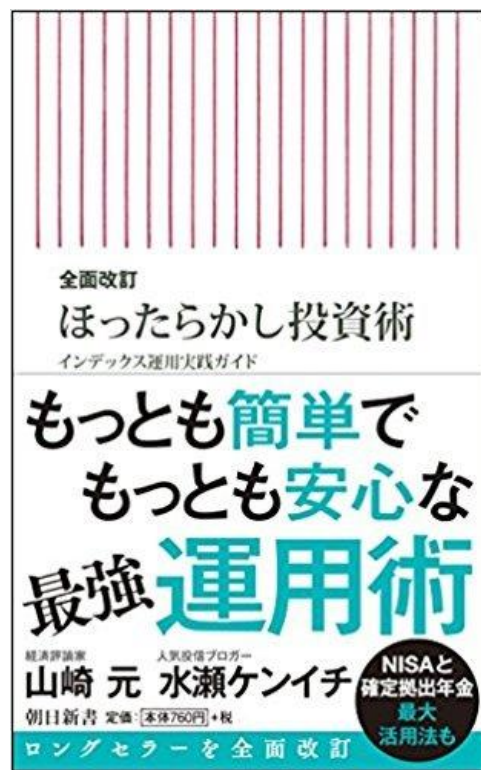 全面改訂
ほったらかし投資術
インデックス運用実践ガイド
もっとも簡単で
もっとも安心な
最強運用術
経済評論家 人気投信ブロガー
山崎 元 水瀬ケンイチ
朝日新書 定価:本体760円+税
NISAと
確定拠出年金
最大
活用法も
ロングセラーを全面改訂